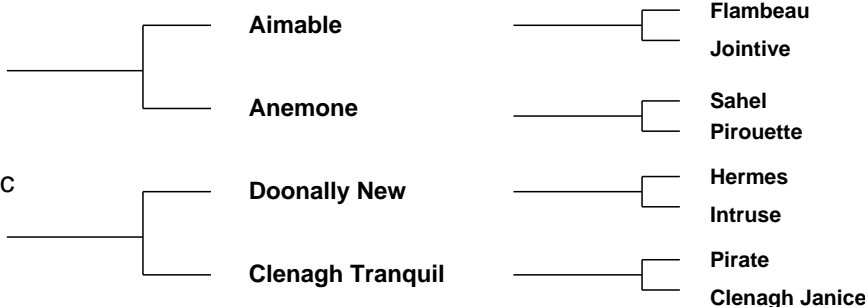 Flambeau
Aimable
Jointive
Sahel
Anemone
Pirouette
Hermes
c
Doonally New
Intruse
Pirate
Clenagh Tranquil
Clenagh Janice